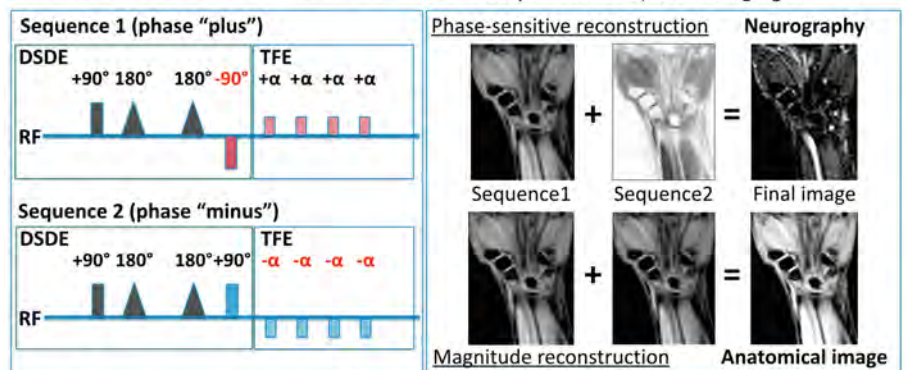 Sequence 1 (phase “plus”)
DSDE
TFE
+90° 180° 180° -90° +α +α +α +α
RF
Sequence 2 (phase “minus”)
DSDE
TFE
+90° 180° 180° +90° -α -α -α -α
RF
Phase-sensitive reconstruction Neurography
+ =
Sequence1 Sequence2 Final image
+ =
Magnitude reconstruction Anatomical image